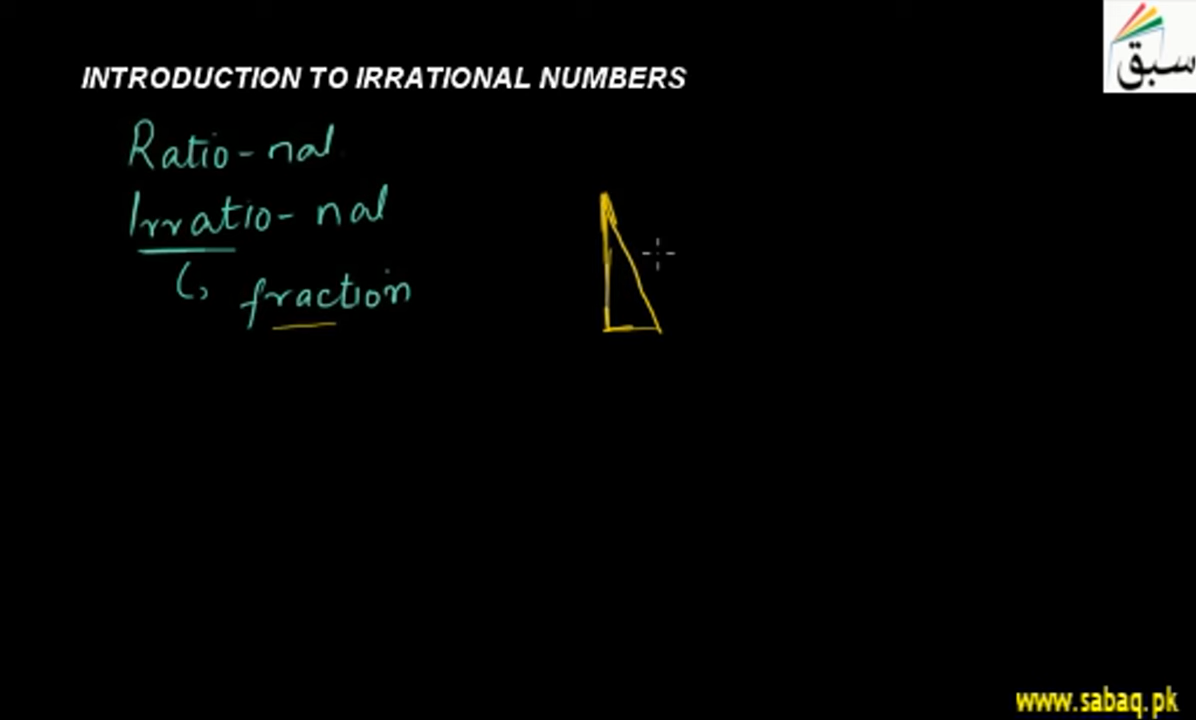 سبق
INTRODUCTION TO IRRATIONAL NUMBERS
Ratio-nal
Irratio-nal
fraction
www.sabaq.pk